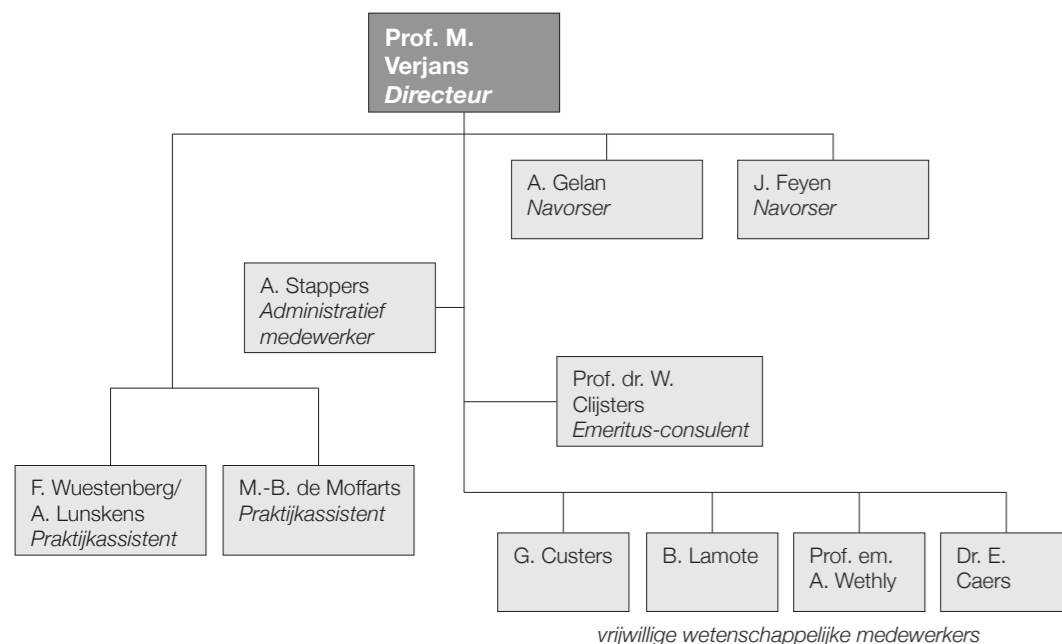 Prof. M.
Verjans
Directeur
A. Gelan
Navorser
J. Feyen
Navorser
A. Stappers
Administratief
medewerker
Prof. dr. W.
Clijsters
Emeritus-consulent
F. Wuestenberg/
A. Lunskens
Praktijkassistent
M.-B. de Moffarts
Praktijkassistent
G. Custers
B. Lamote
Prof. em.
A. Wethly
Dr. E.
Caers
vrijwillige wetenschappelijke medewerkers